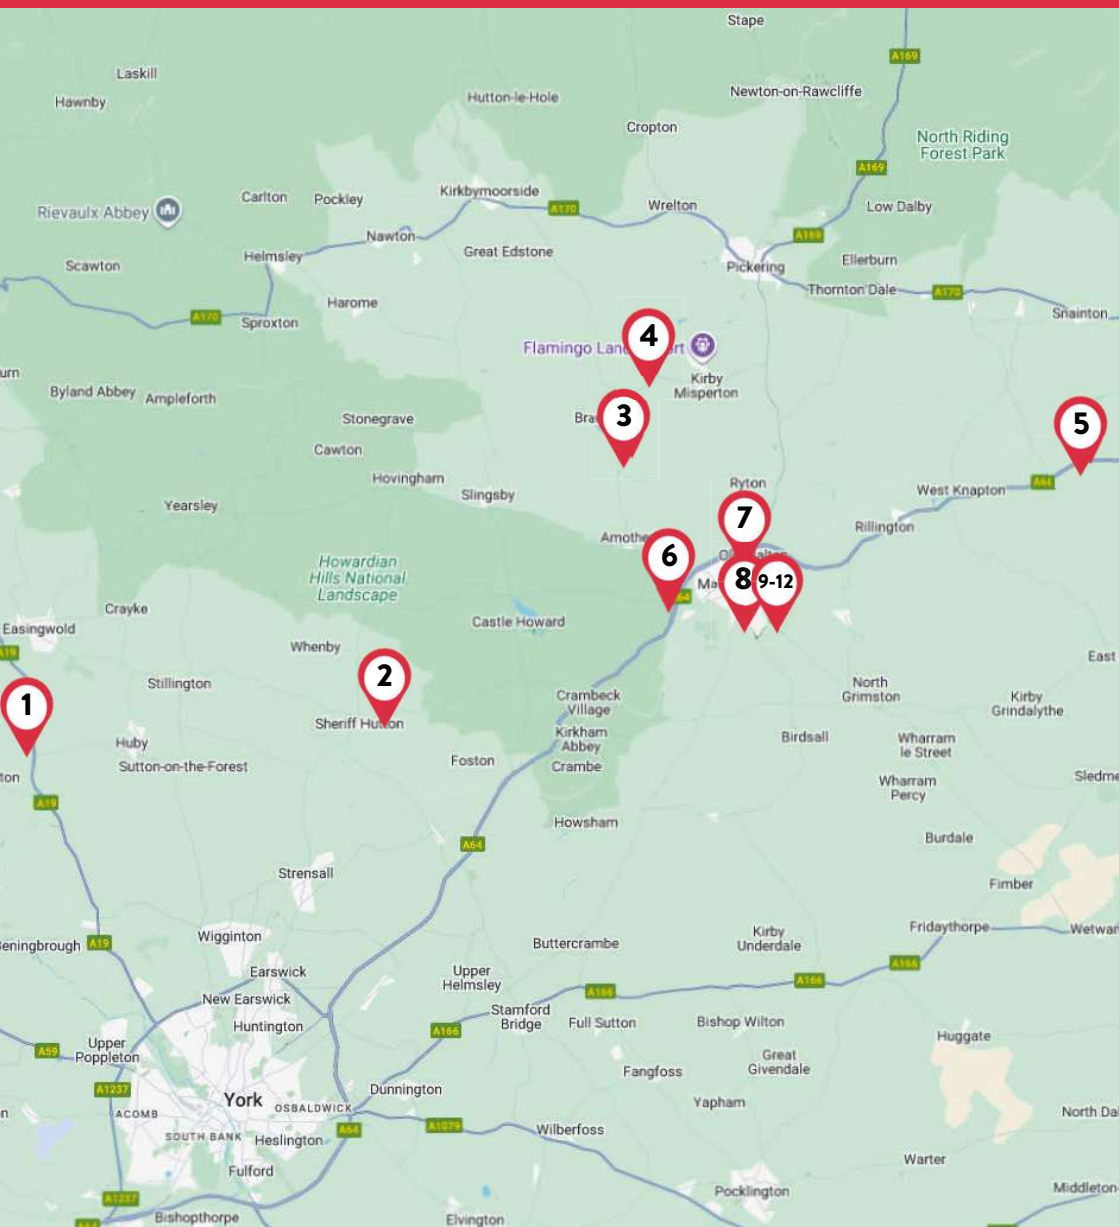 Stape
A169
Laskill
Hawnby
Hutton-le-Hole
Newton-on-Rawcliffe
Cropton
North Riding
Forest Park
A169
Rievaulx Abbey
Carlton
Pockley
Kirkbymoorside
A170
Wrelton
Low Dalby
Nawton
A169
Helmsley
Great Edstone
Scawton
Pickering
Ellerburn
Thornton Dale
A170
Harome
Snainton
A170
Sproxton
4
Flamingo Land
Kirby
Misperton
Byland Abbey
Ampleforth
3
Stonegrave
5
Cawton
Hovingham
Slingsby
Ryton
A64
West Knapton
Yearsley
7
Rillington
6
Howardian
Hills National
Landscape
8
9-12
Crayke
Castle Howard
Easingwold
Whenby
A19
East
2
Stillington
North
Grimston
1
Crambeck
Village
Kirby
Grindalythe
Sheriff Hutton
Huby
Kirkham
Abbey
Birdsall
Wharram
le Street
Sutton-on-the-Forest
Foston
Crambe
Wharram
Percy
A19
Howsham
A64
Burdale
Strensall
Fimber
Wigginton
A19
Buttercrambe
Kirby
Underdale
Fridaythorpe
Earswick
Upper
Helmsley
A166
A166
A166
New Earswick
Huntington
Stamford
Bridge
Full Sutton
Bishop Wilton
A166
Upper
Poppleton
A59
Huggate
Great
Givendale
Fangfoss
A1237
York
Dunnington
Yapham
ACOMB
OSBALDWICK
North
A64
A1079
Wilberfoss
SOUTH BANK
Heslington
Warter
Fulford
Pocklington
Middleton-
A1237
Bishopthorpe
Elvington